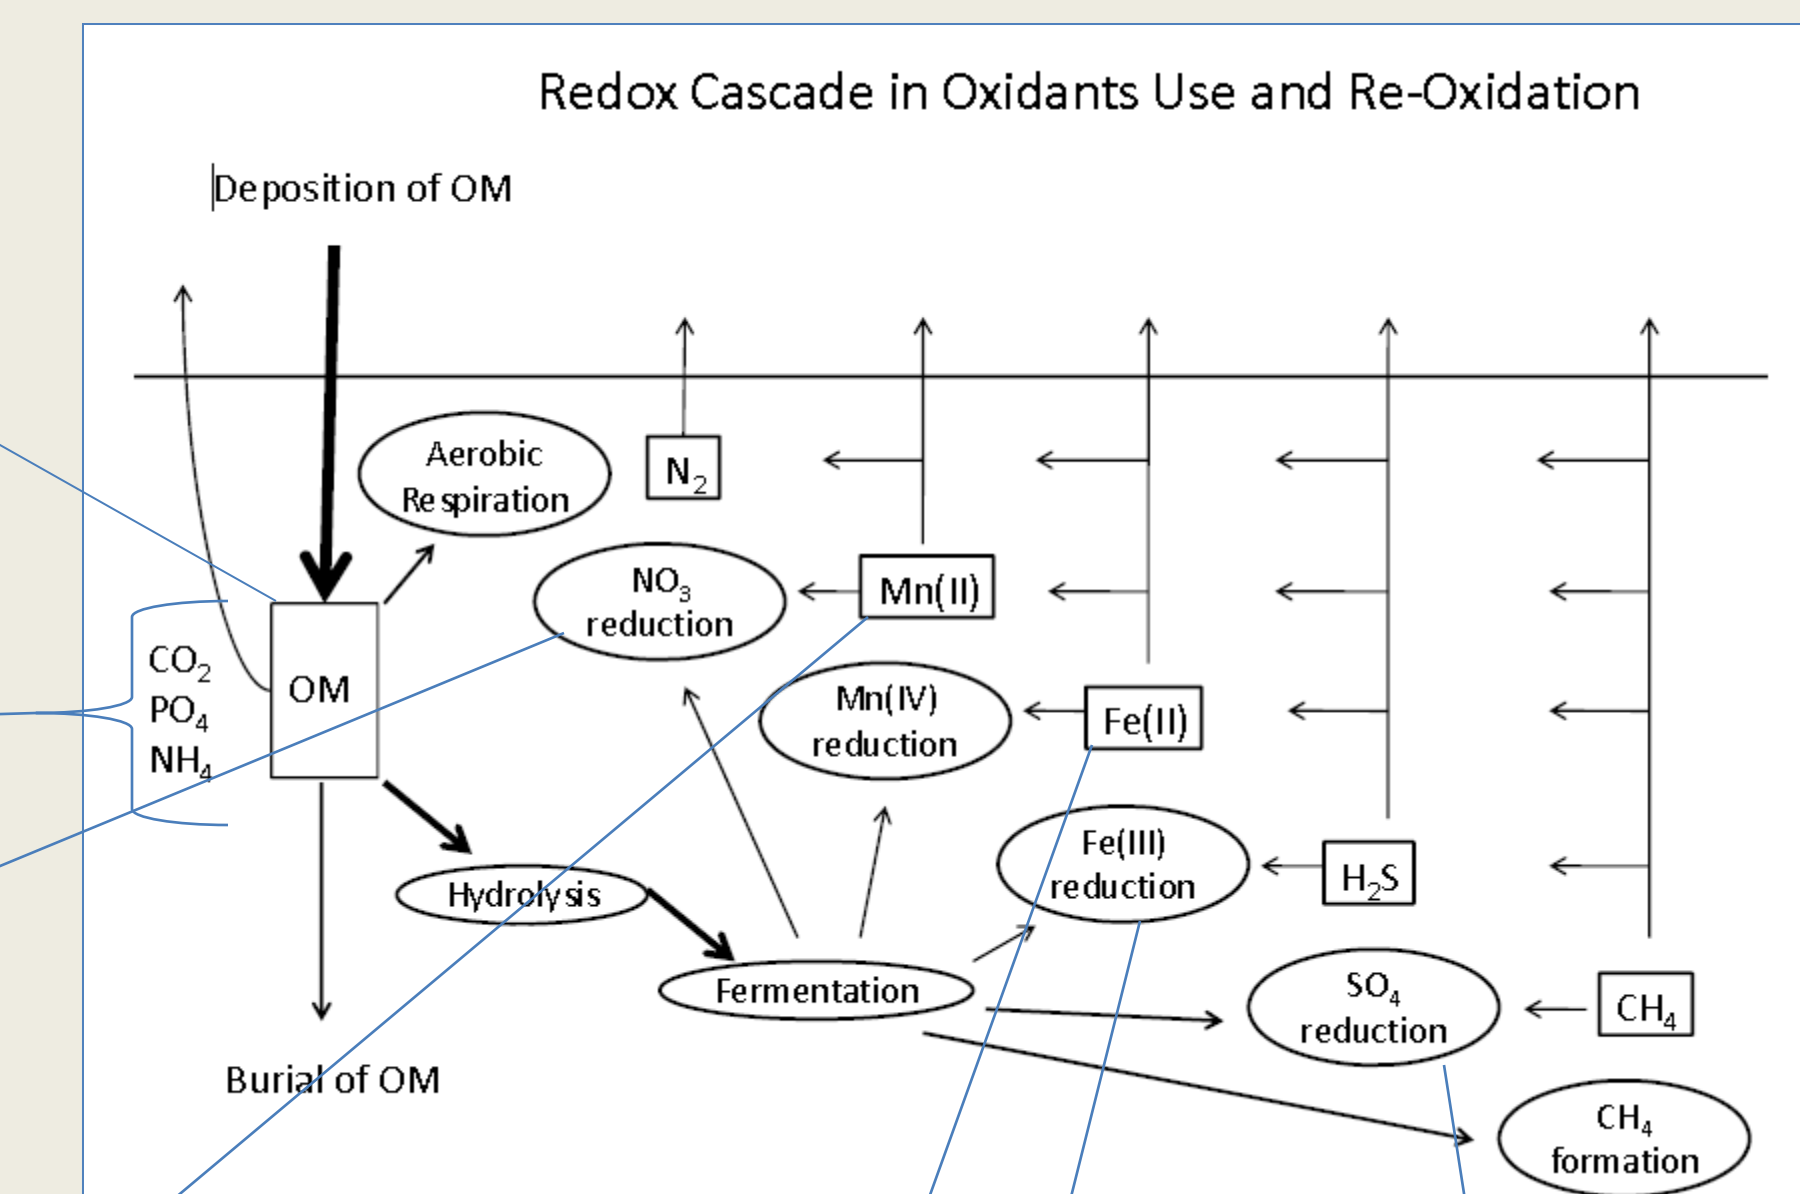 Redox Cascade in Oxidants Use and Re-Oxidation
Deposition of OM
Aerobic
Respiration
N₂
NO₃
reduction
Mn(II)
CO₂
PO₄
NH₄
OM
Mn(IV)
reduction
Fe(II)
Fe(III)
reduction
H₂S
Hydrolysis
Fermentation
SO₄
reduction
CH₄
Burial of OM
CH₄
formation